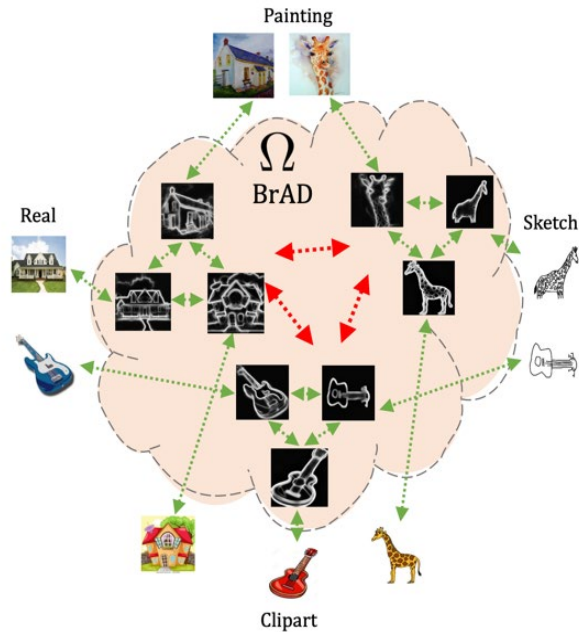 Painting
Ω
BrAD
Real
Sketch
Clipart